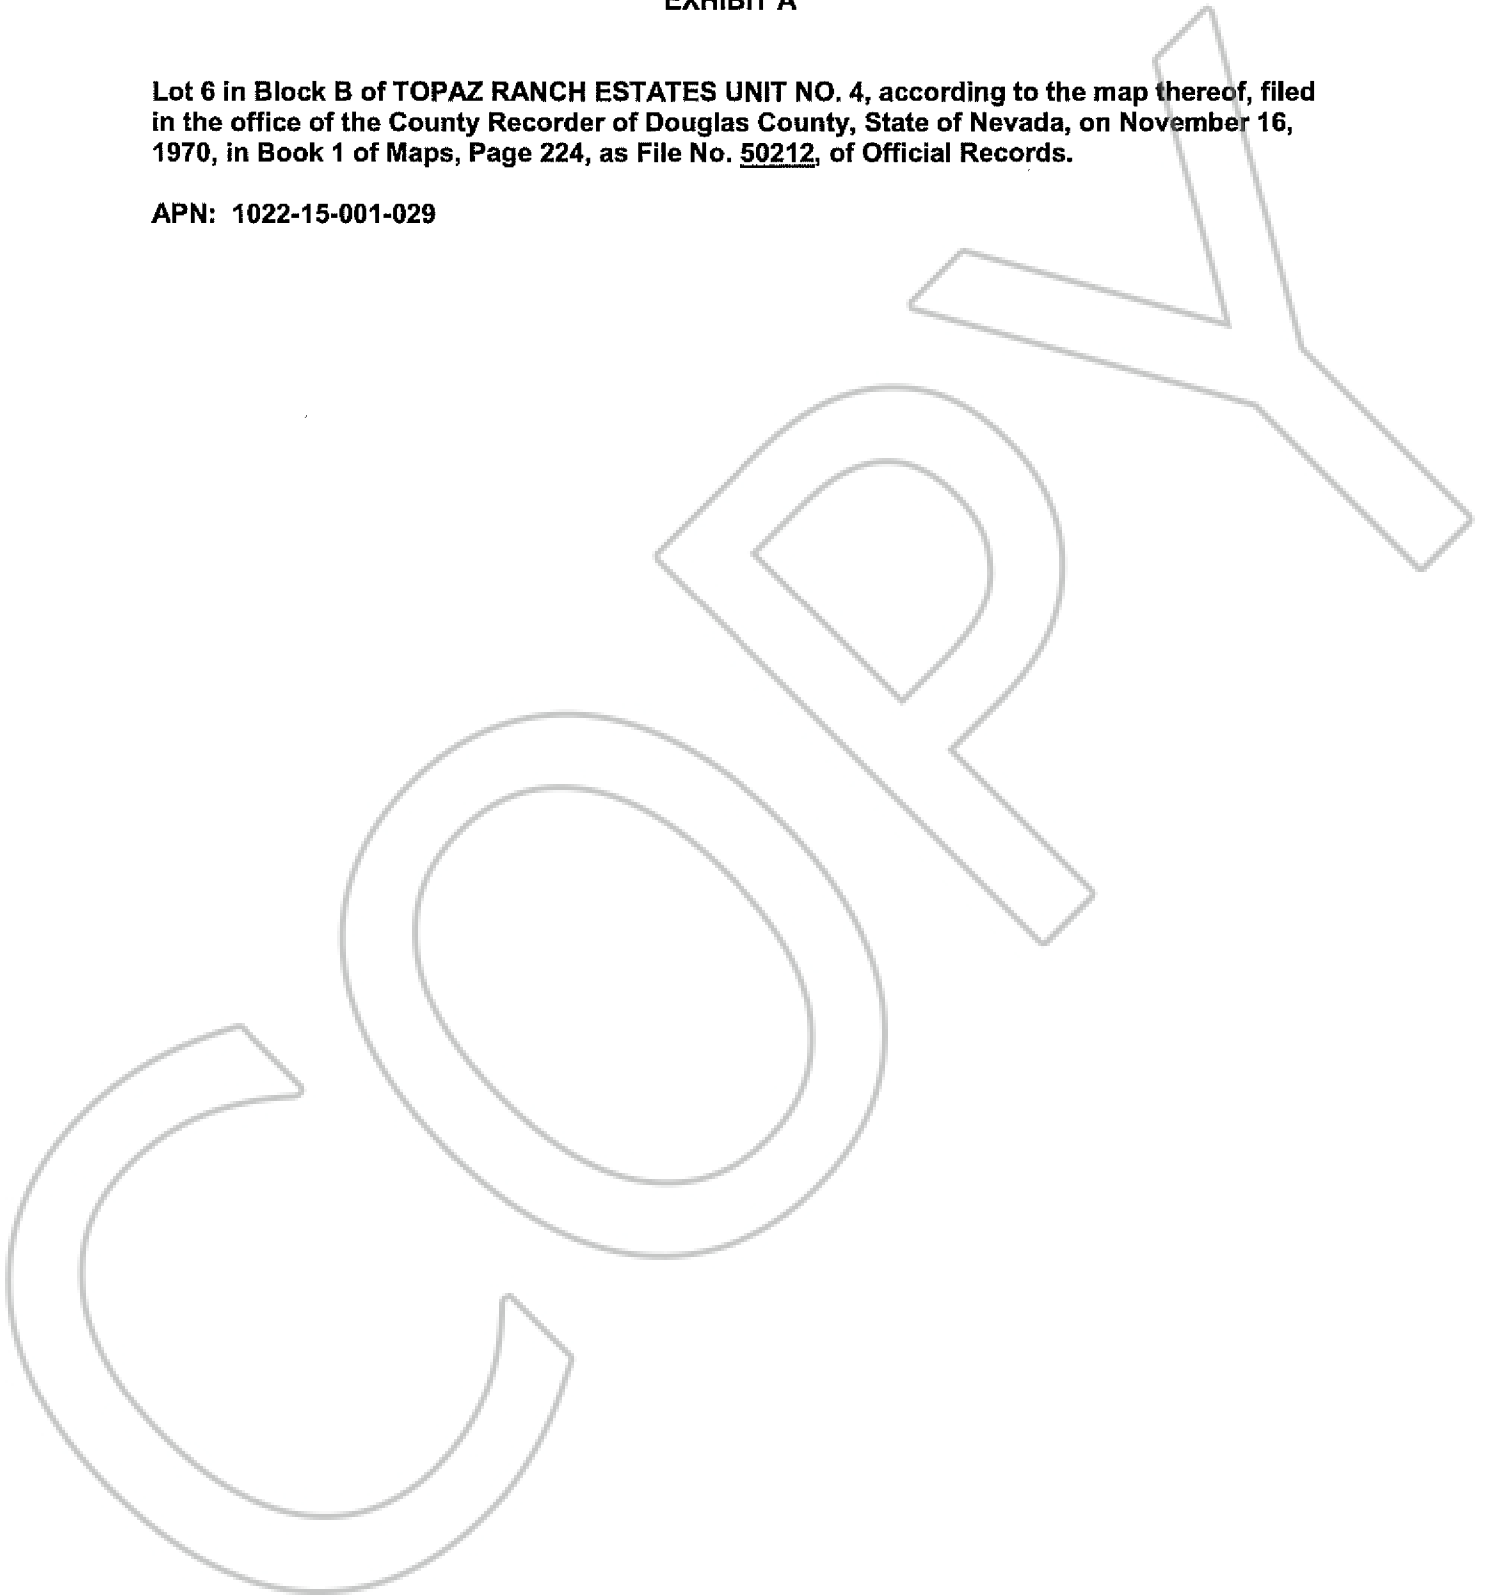 EXHIBIT A
Lot 6 in Block B of TOPAZ RANCH ESTATES UNIT NO. 4, according to the map thereof, filed
in the office of the County Recorder of Douglas County, State of Nevada, on November 16,
1970, in Book 1 of Maps, Page 224, as File No. 50212, of Official Records.
APN: 1022-15-001-029
COPY